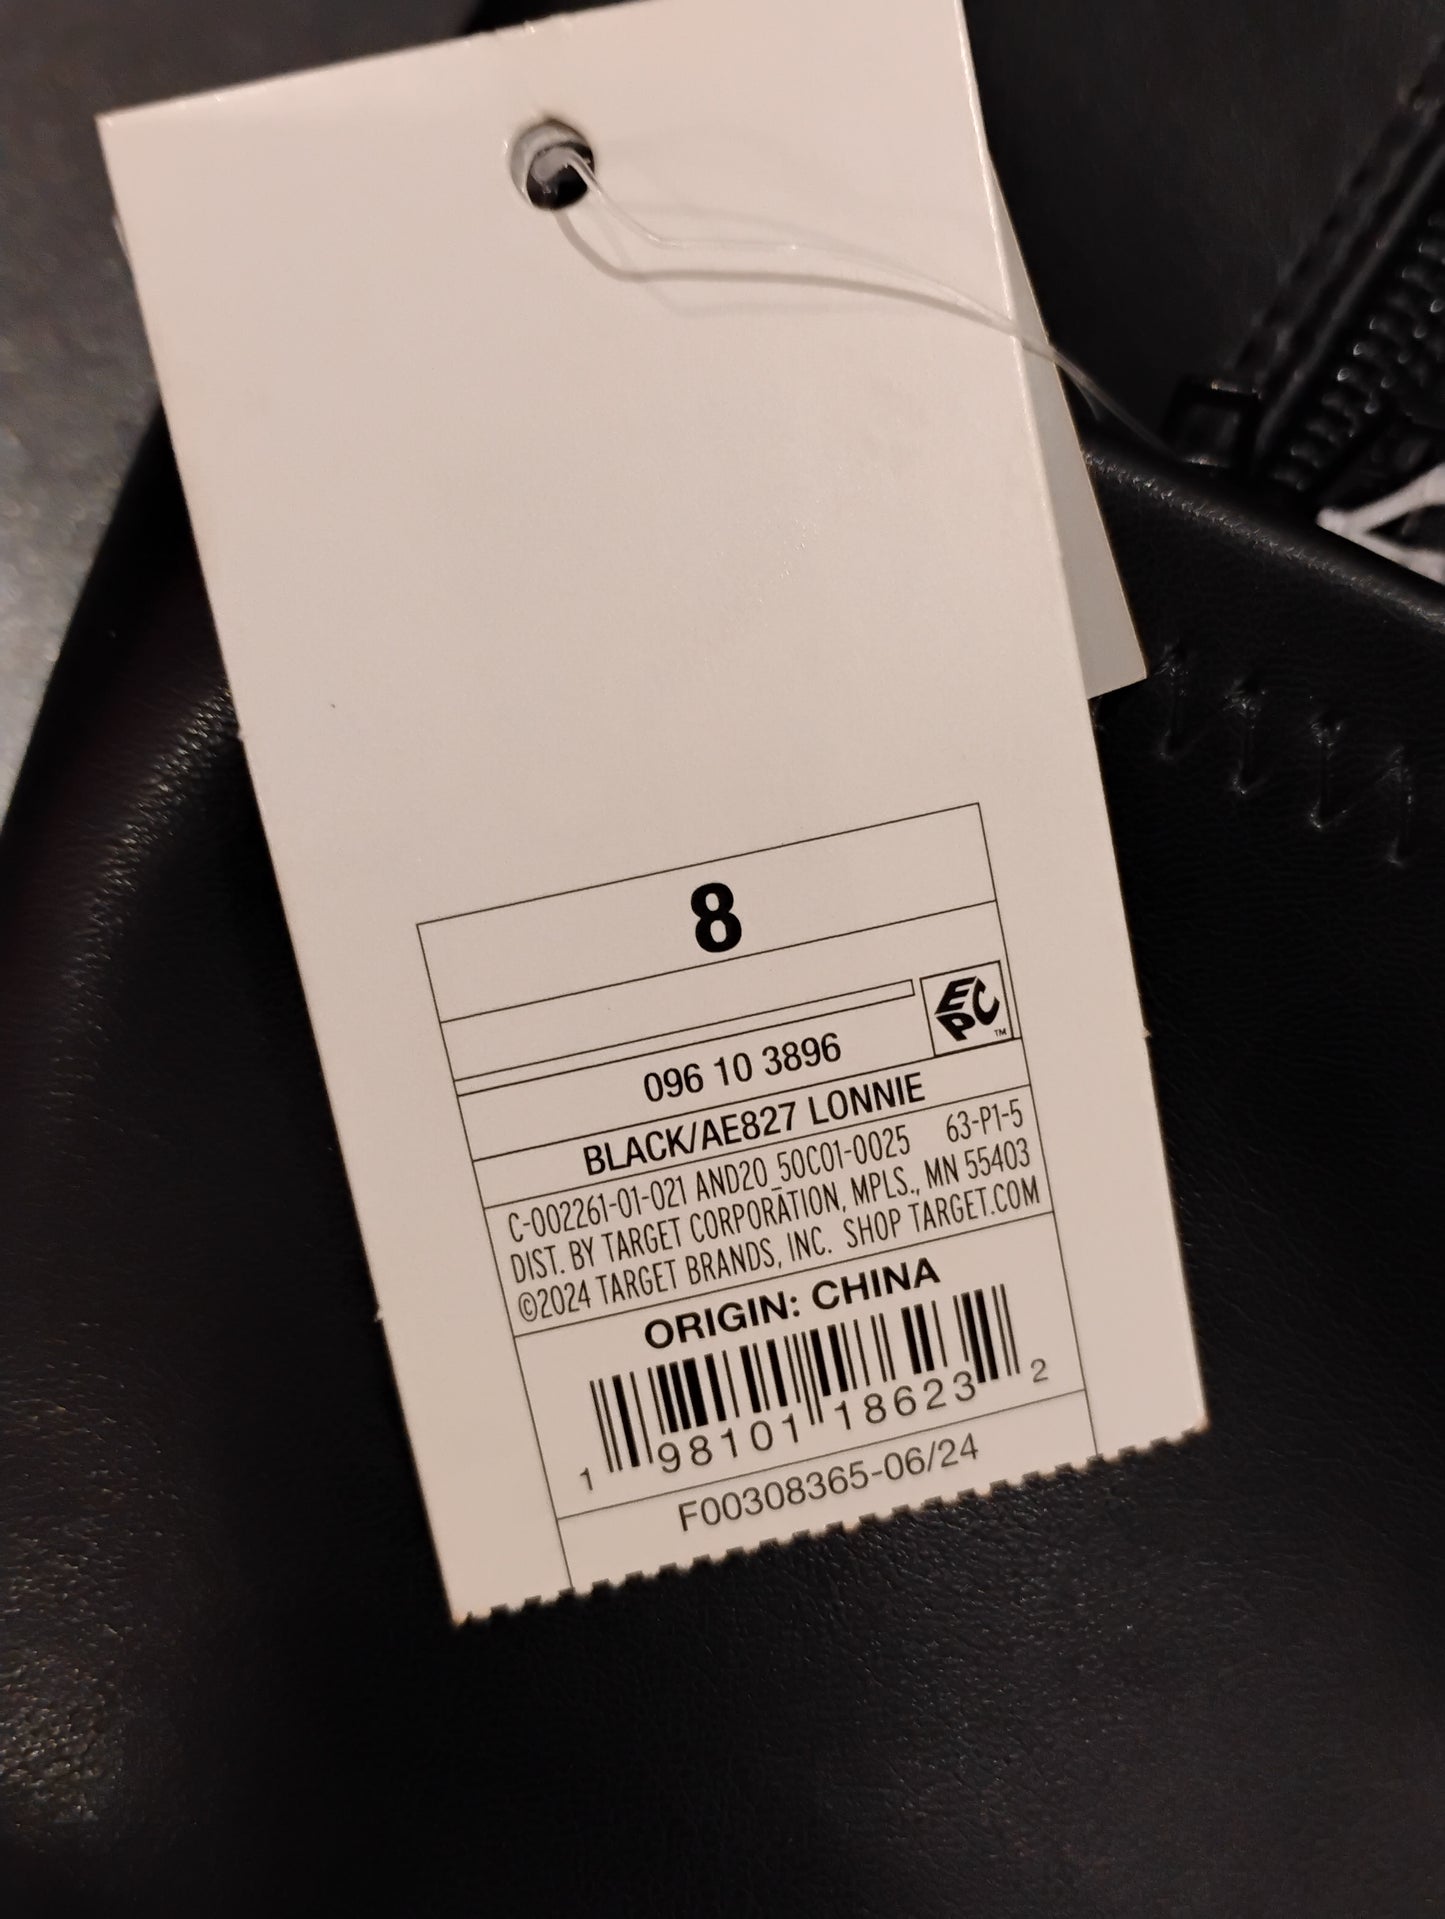 8
EPC™
096 10 3896
BLACK/AE827 LONNIE
C-002261-01-021 AND20_50C01-0025 63-P1-5
DIST. BY TARGET CORPORATION, MPLS., MN 55403
©2024 TARGET BRANDS, INC. SHOP TARGET.COM
ORIGIN: CHINA
1 98101 18623 2
F00308365-06/24